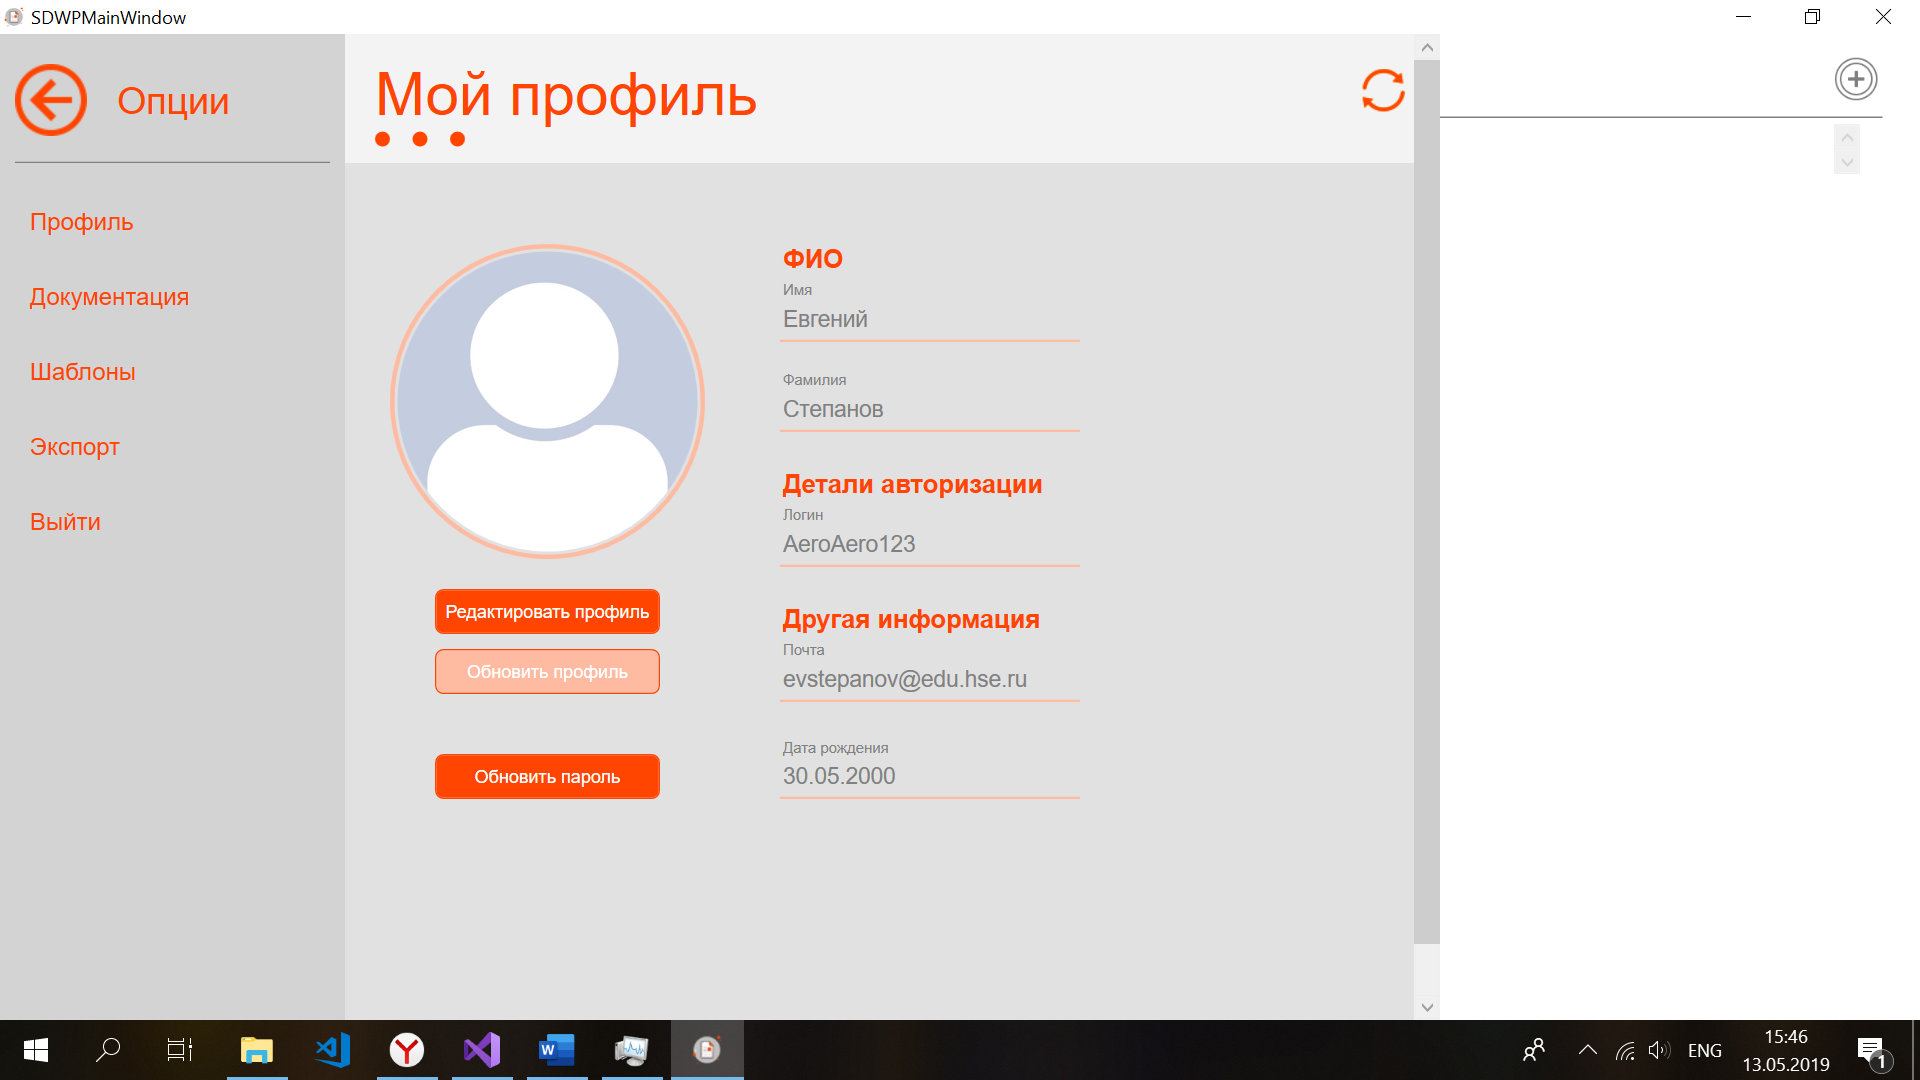 SDWPMainWindow
Опции
Профиль
Документация
Шаблоны
Экспорт
Выйти
Мой профиль
Редактировать профиль
Обновить профиль
Обновить пароль
ФИО
Имя
Евгений
Фамилия
Степанов
Детали авторизации
Логин
AeroAero123
Другая информация
Почта
evstepanov@edu.hse.ru
Дата рождения
30.05.2000
ENG
15:46
13.05.2019
1